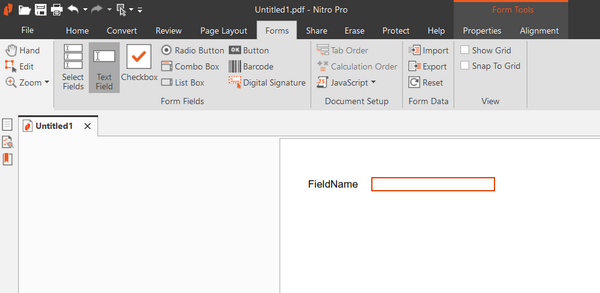 Untitled1.pdf - Nitro Pro
Form Tools
File Home Convert Review Page Layout Forms Share Erase Protect Help Properties Alignment
Hand
Edit
Zoom
Select Fields
Text Field
Checkbox
Radio Button
Combo Box
List Box
OK Button
Barcode
Digital Signature
Form Fields
Tab Order
Calculation Order
JS JavaScript
Document Setup
Import
Export
Reset
Form Data
Show Grid
Snap To Grid
View
Untitled1
FieldName